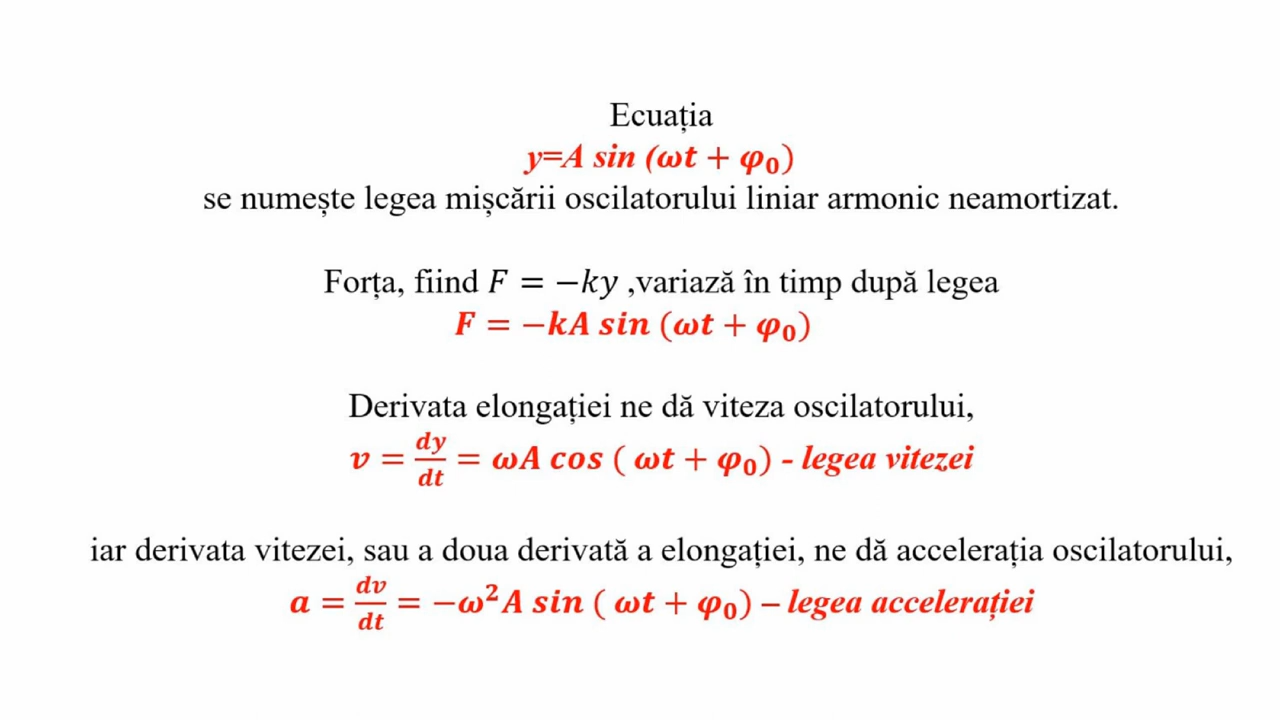 Ecuația
y=A sin (ωt + φ₀)
se numește legea mișcării oscilatorului liniar armonic neamortizat.
Forța, fiind F = −ky ,variază în timp după legea
F = −kA sin (ωt + φ₀)
Derivata elongației ne dă viteza oscilatorului,
v = dy/dt = ωA cos ( ωt + φ₀) - legea vitezei
iar derivata vitezei, sau a doua derivată a elongației, ne dă accelerația oscilatorului,
a = dv/dt = −ω²A sin ( ωt + φ₀) – legea accelerației